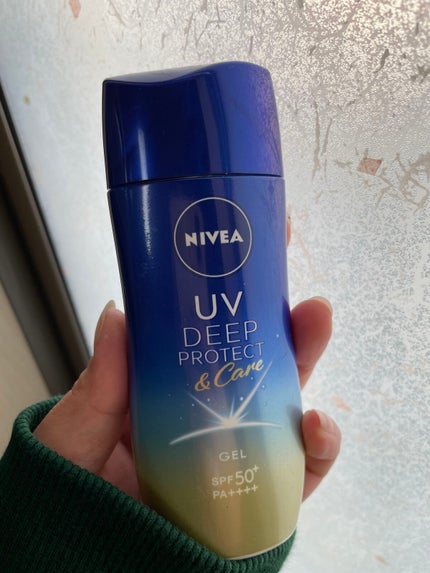 NIVEA
UV
DEEP
PROTECT
& Care
GEL
SPF50+
PA++++